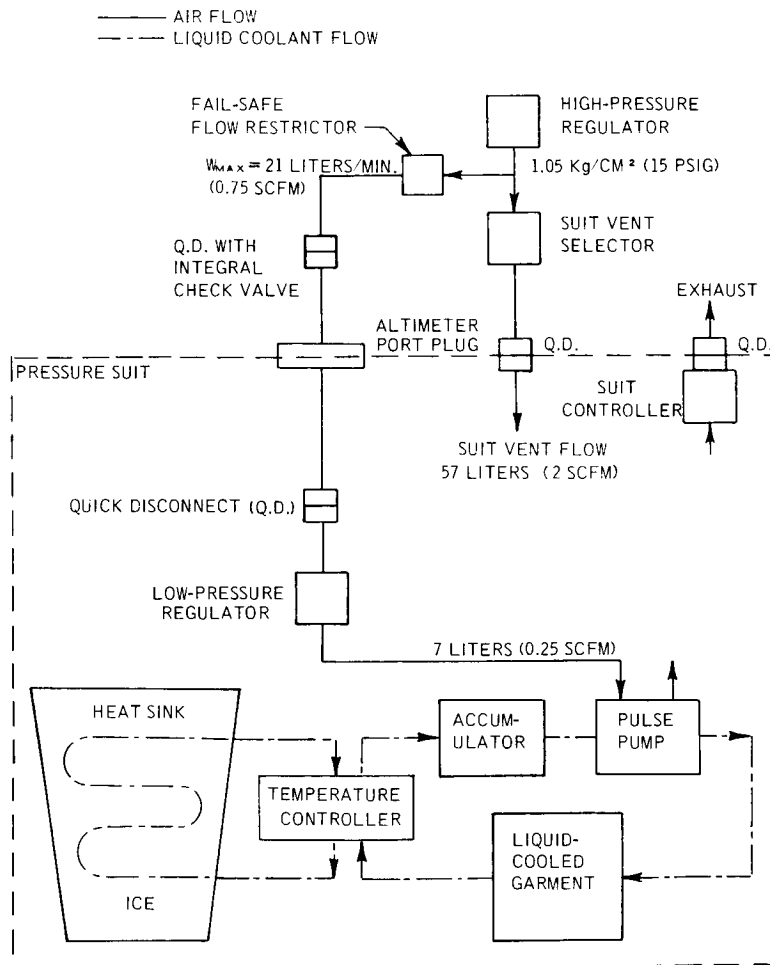 AIR FLOW
LIQUID COOLANT FLOW
FAIL-SAFE
FLOW RESTRICTOR
HIGH-PRESSURE
REGULATOR
WMAX = 21 LITERS/MIN.
(0.75 SCFM)
1.05 Kg/CM² (15 PSIG)
SUIT VENT
SELECTOR
Q.D. WITH
INTEGRAL
CHECK VALVE
EXHAUST
ALTIMETER
PORT PLUG
Q.D.
Q.D.
PRESSURE SUIT
SUIT
CONTROLLER
SUIT VENT FLOW
57 LITERS (2 SCFM)
QUICK DISCONNECT (Q.D.)
LOW-PRESSURE
REGULATOR
7 LITERS (0.25 SCFM)
HEAT SINK
ACCUM-
ULATOR
PULSE
PUMP
TEMPERATURE
CONTROLLER
LIQUID-
COOLED
GARMENT
ICE